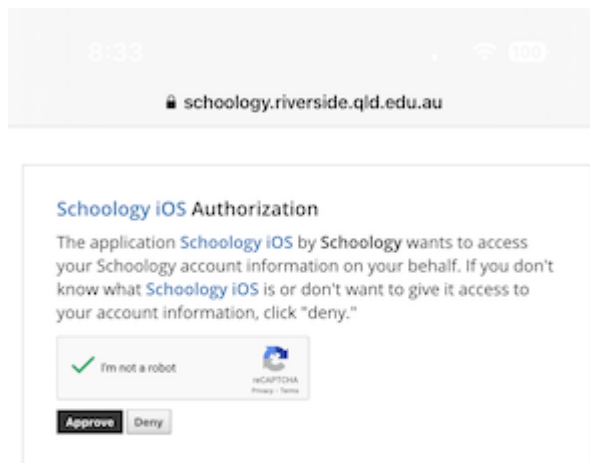 8:33
100
schoology.riverside.qld.edu.au
Schoology iOS Authorization
The application Schoology iOS by Schoology wants to access
your Schoology account information on your behalf. If you don't
know what Schoology iOS is or don't want to give it access to
your account information, click "deny."
I'm not a robot
reCAPTCHA
Privacy - Terms
Approve Deny